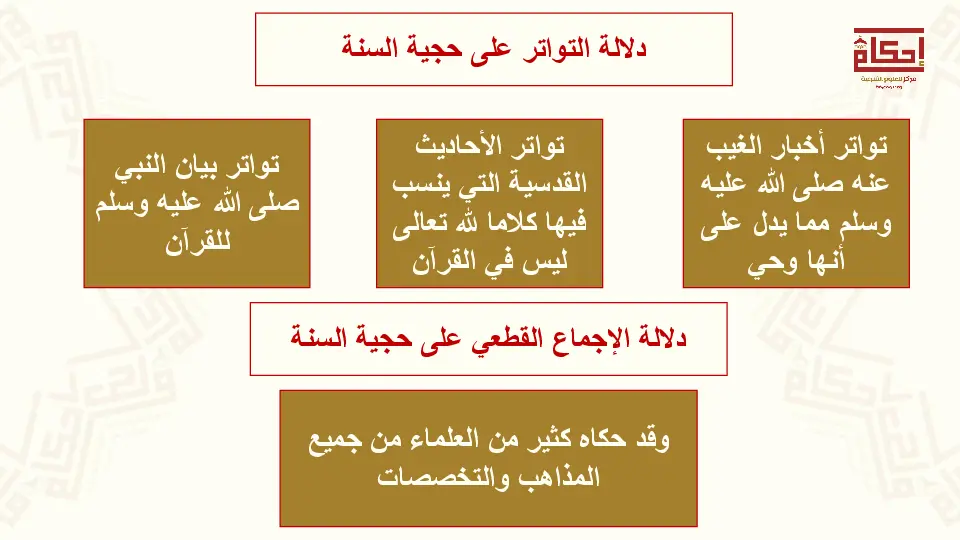 دلالة التواتر على حجية السنة
إحكام
مركز للعلوم الشرعية
تواتر أخبار الغيب
عنه صلى الله عليه
وسلم مما يدل على
أنها وحي
تواتر الأحاديث
القدسية التي ينسب
فيها كلاما لله تعالى
ليس في القرآن
تواتر بيان النبي
صلى الله عليه وسلم
للقرآن
دلالة الإجماع القطعي على حجية السنة
وقد حكاه كثير من العلماء من جميع
المذاهب والتخصصات